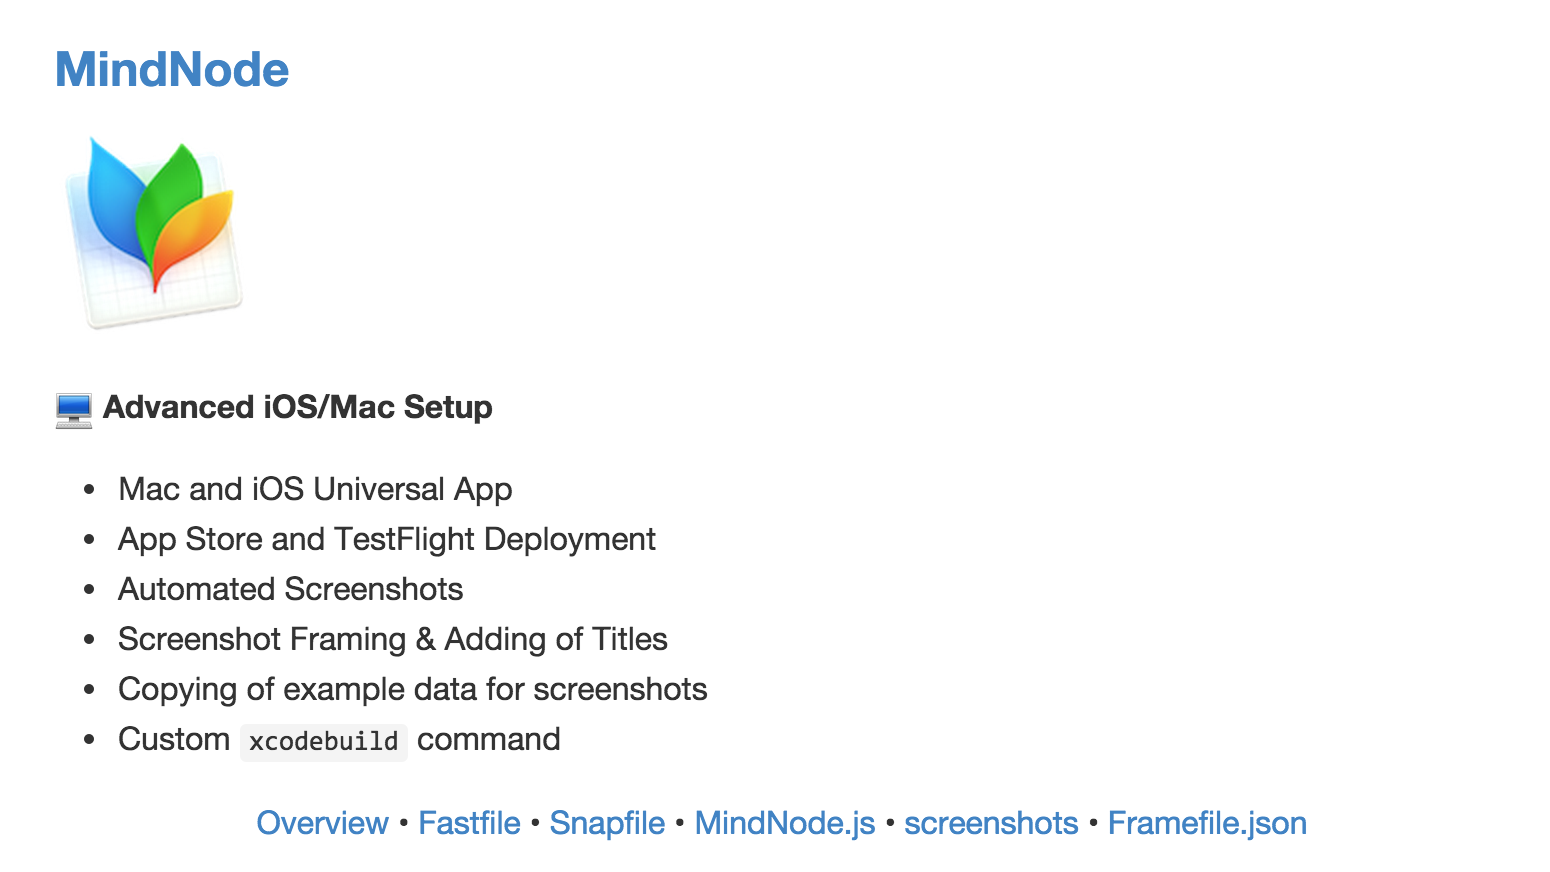 MindNode
Advanced iOS/Mac Setup
• Mac and iOS Universal App
• App Store and TestFlight Deployment
• Automated Screenshots
• Screenshot Framing & Adding of Titles
• Copying of example data for screenshots
• Custom xcodebuild command
Overview • Fastfile • Snapfile • MindNode.js • screenshots • Framefile.json